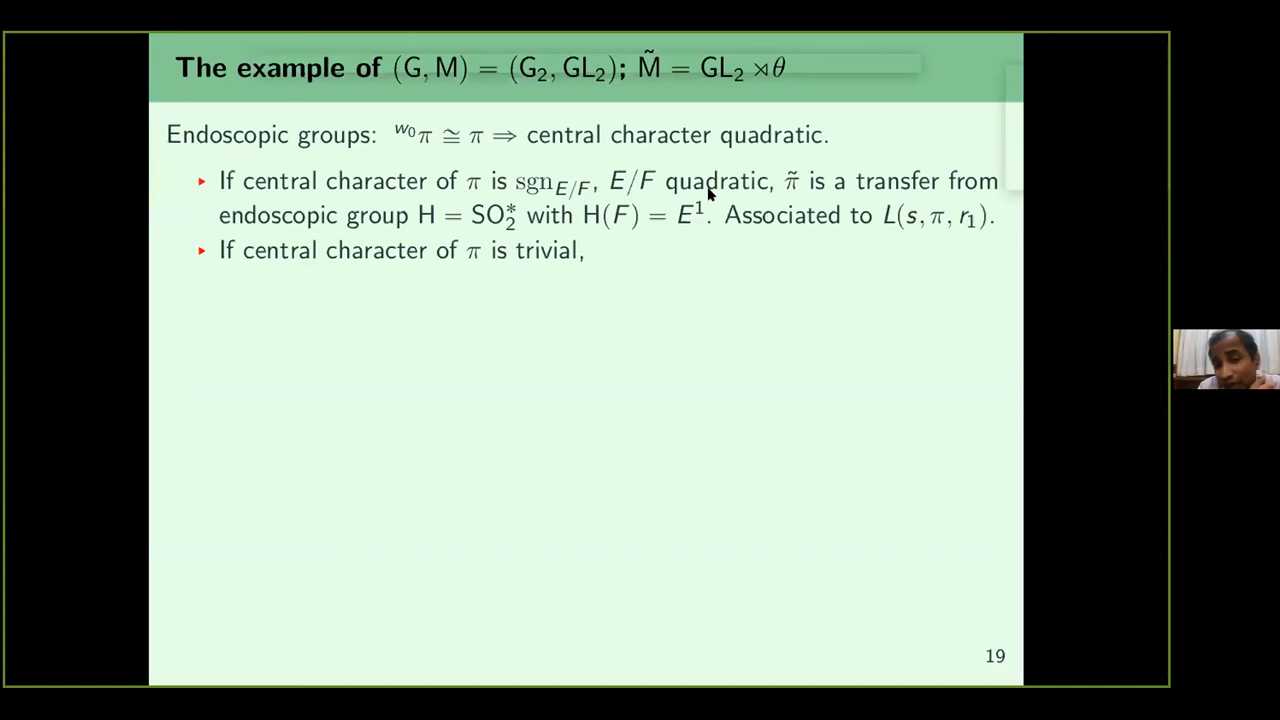 The example of (G, M) = (G₂, GL₂); M̃ = GL₂ ⋊θ
Endoscopic groups: ʷ⁰π ≅ π ⇒ central character quadratic.
‣ If central character of π is sgn_{E/F}, E/F quadratic, π̃ is a transfer from
endoscopic group H = SO₂* with H(F) = E¹. Associated to L(s, π, r₁).
‣ If central character of π is trivial,
19